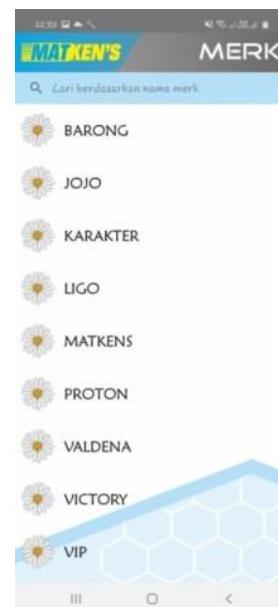 MATKEN'S
MERK
Cari berdasarkan nama merk
BARONG
JOJO
KARAKTER
LIGO
MATKENS
PROTON
VALDENA
VICTORY
VIP